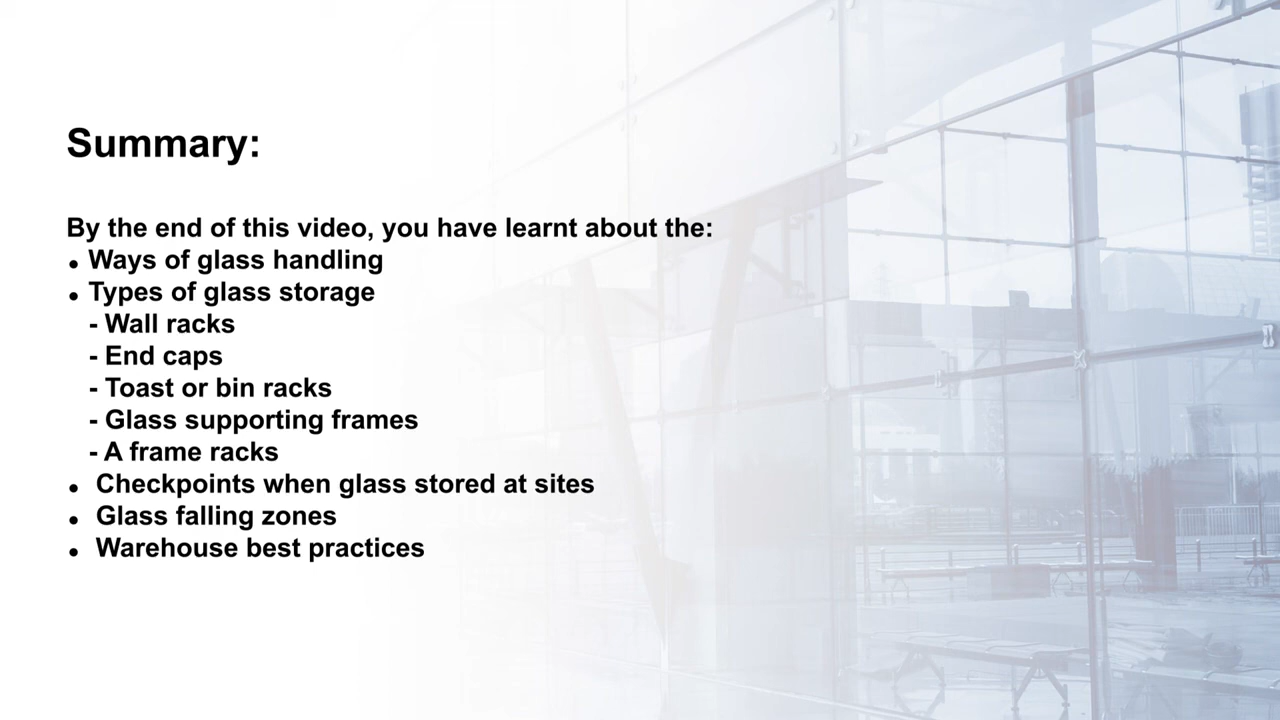 Summary:
By the end of this video, you have learnt about the:
• Ways of glass handling
• Types of glass storage
- Wall racks
- End caps
- Toast or bin racks
- Glass supporting frames
- A frame racks
• Checkpoints when glass stored at sites
• Glass falling zones
• Warehouse best practices